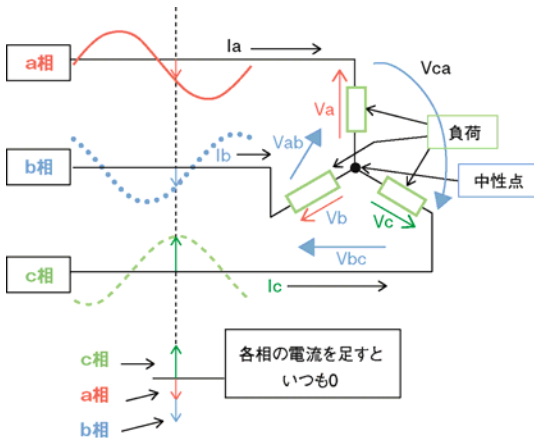 a相
Ia
Vca
Va
負荷
b相
Ib
Vab
中性点
Vb
Vc
Vbc
c相
Ic
c相
a相
b相
各相の電流を足すと
いつも0